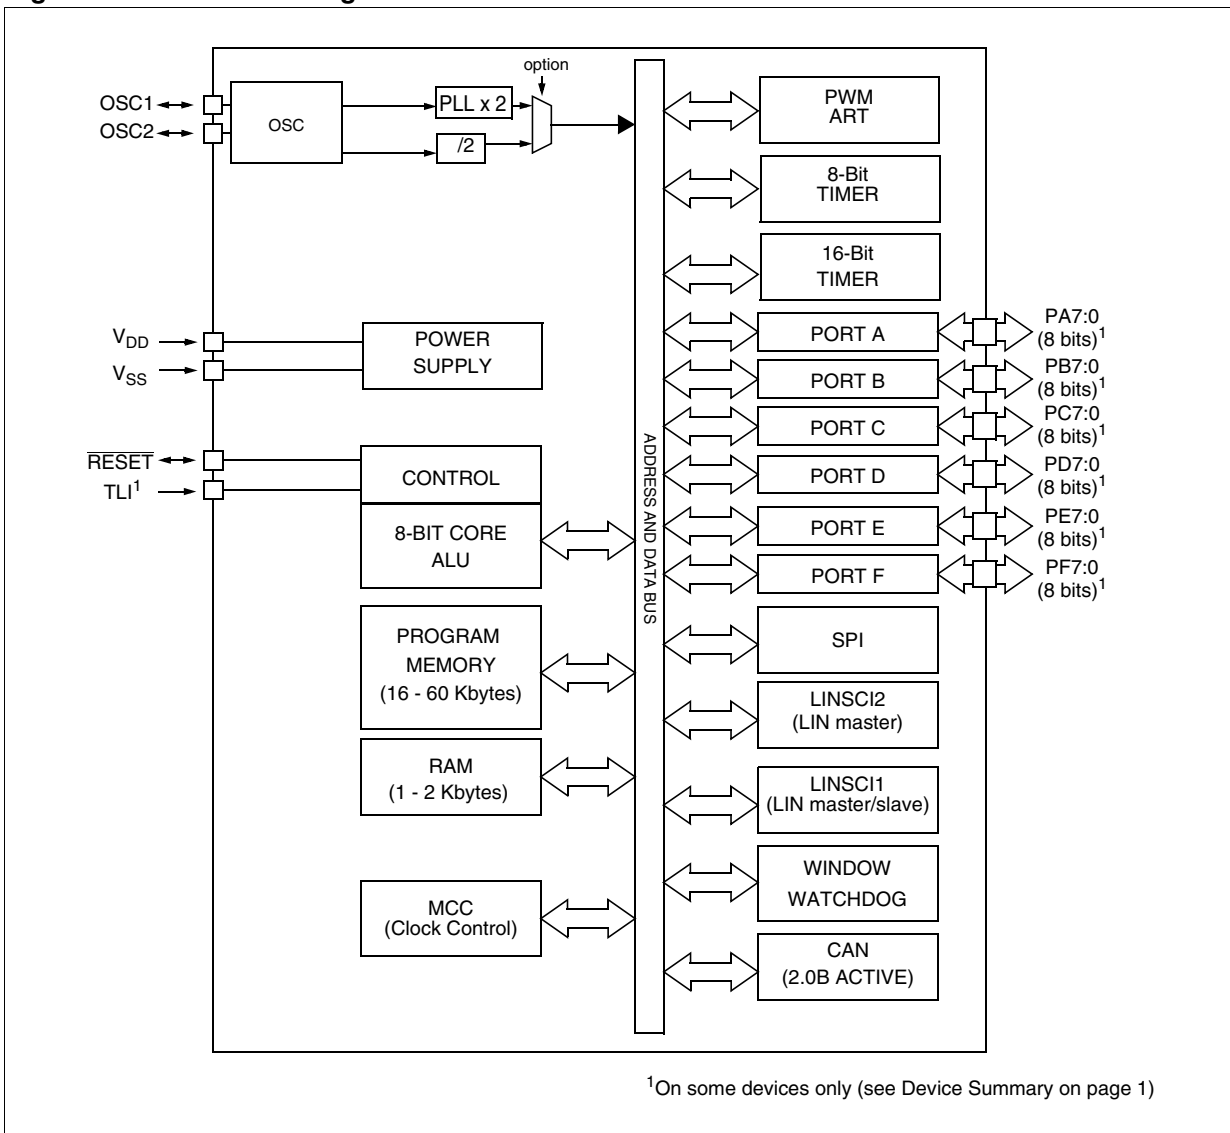 OSC1
OSC2
OSC
PLL x 2
/2
option
V_DD
V_SS
POWER
SUPPLY
RESET
TLI¹
CONTROL
8-BIT CORE
ALU
PROGRAM
MEMORY
(16 - 60 Kbytes)
RAM
(1 - 2 Kbytes)
MCC
(Clock Control)
ADDRESS AND DATA BUS
PWM
ART
8-Bit
TIMER
16-Bit
TIMER
PORT A
PA7:0
(8 bits)¹
PORT B
PB7:0
(8 bits)¹
PORT C
PC7:0
(8 bits)¹
PORT D
PD7:0
(8 bits)¹
PORT E
PE7:0
(8 bits)¹
PORT F
PF7:0
(8 bits)¹
SPI
LINSCI2
(LIN master)
LINSCI1
(LIN master/slave)
WINDOW
WATCHDOG
CAN
(2.0B ACTIVE)
¹On some devices only (see Device Summary on page 1)